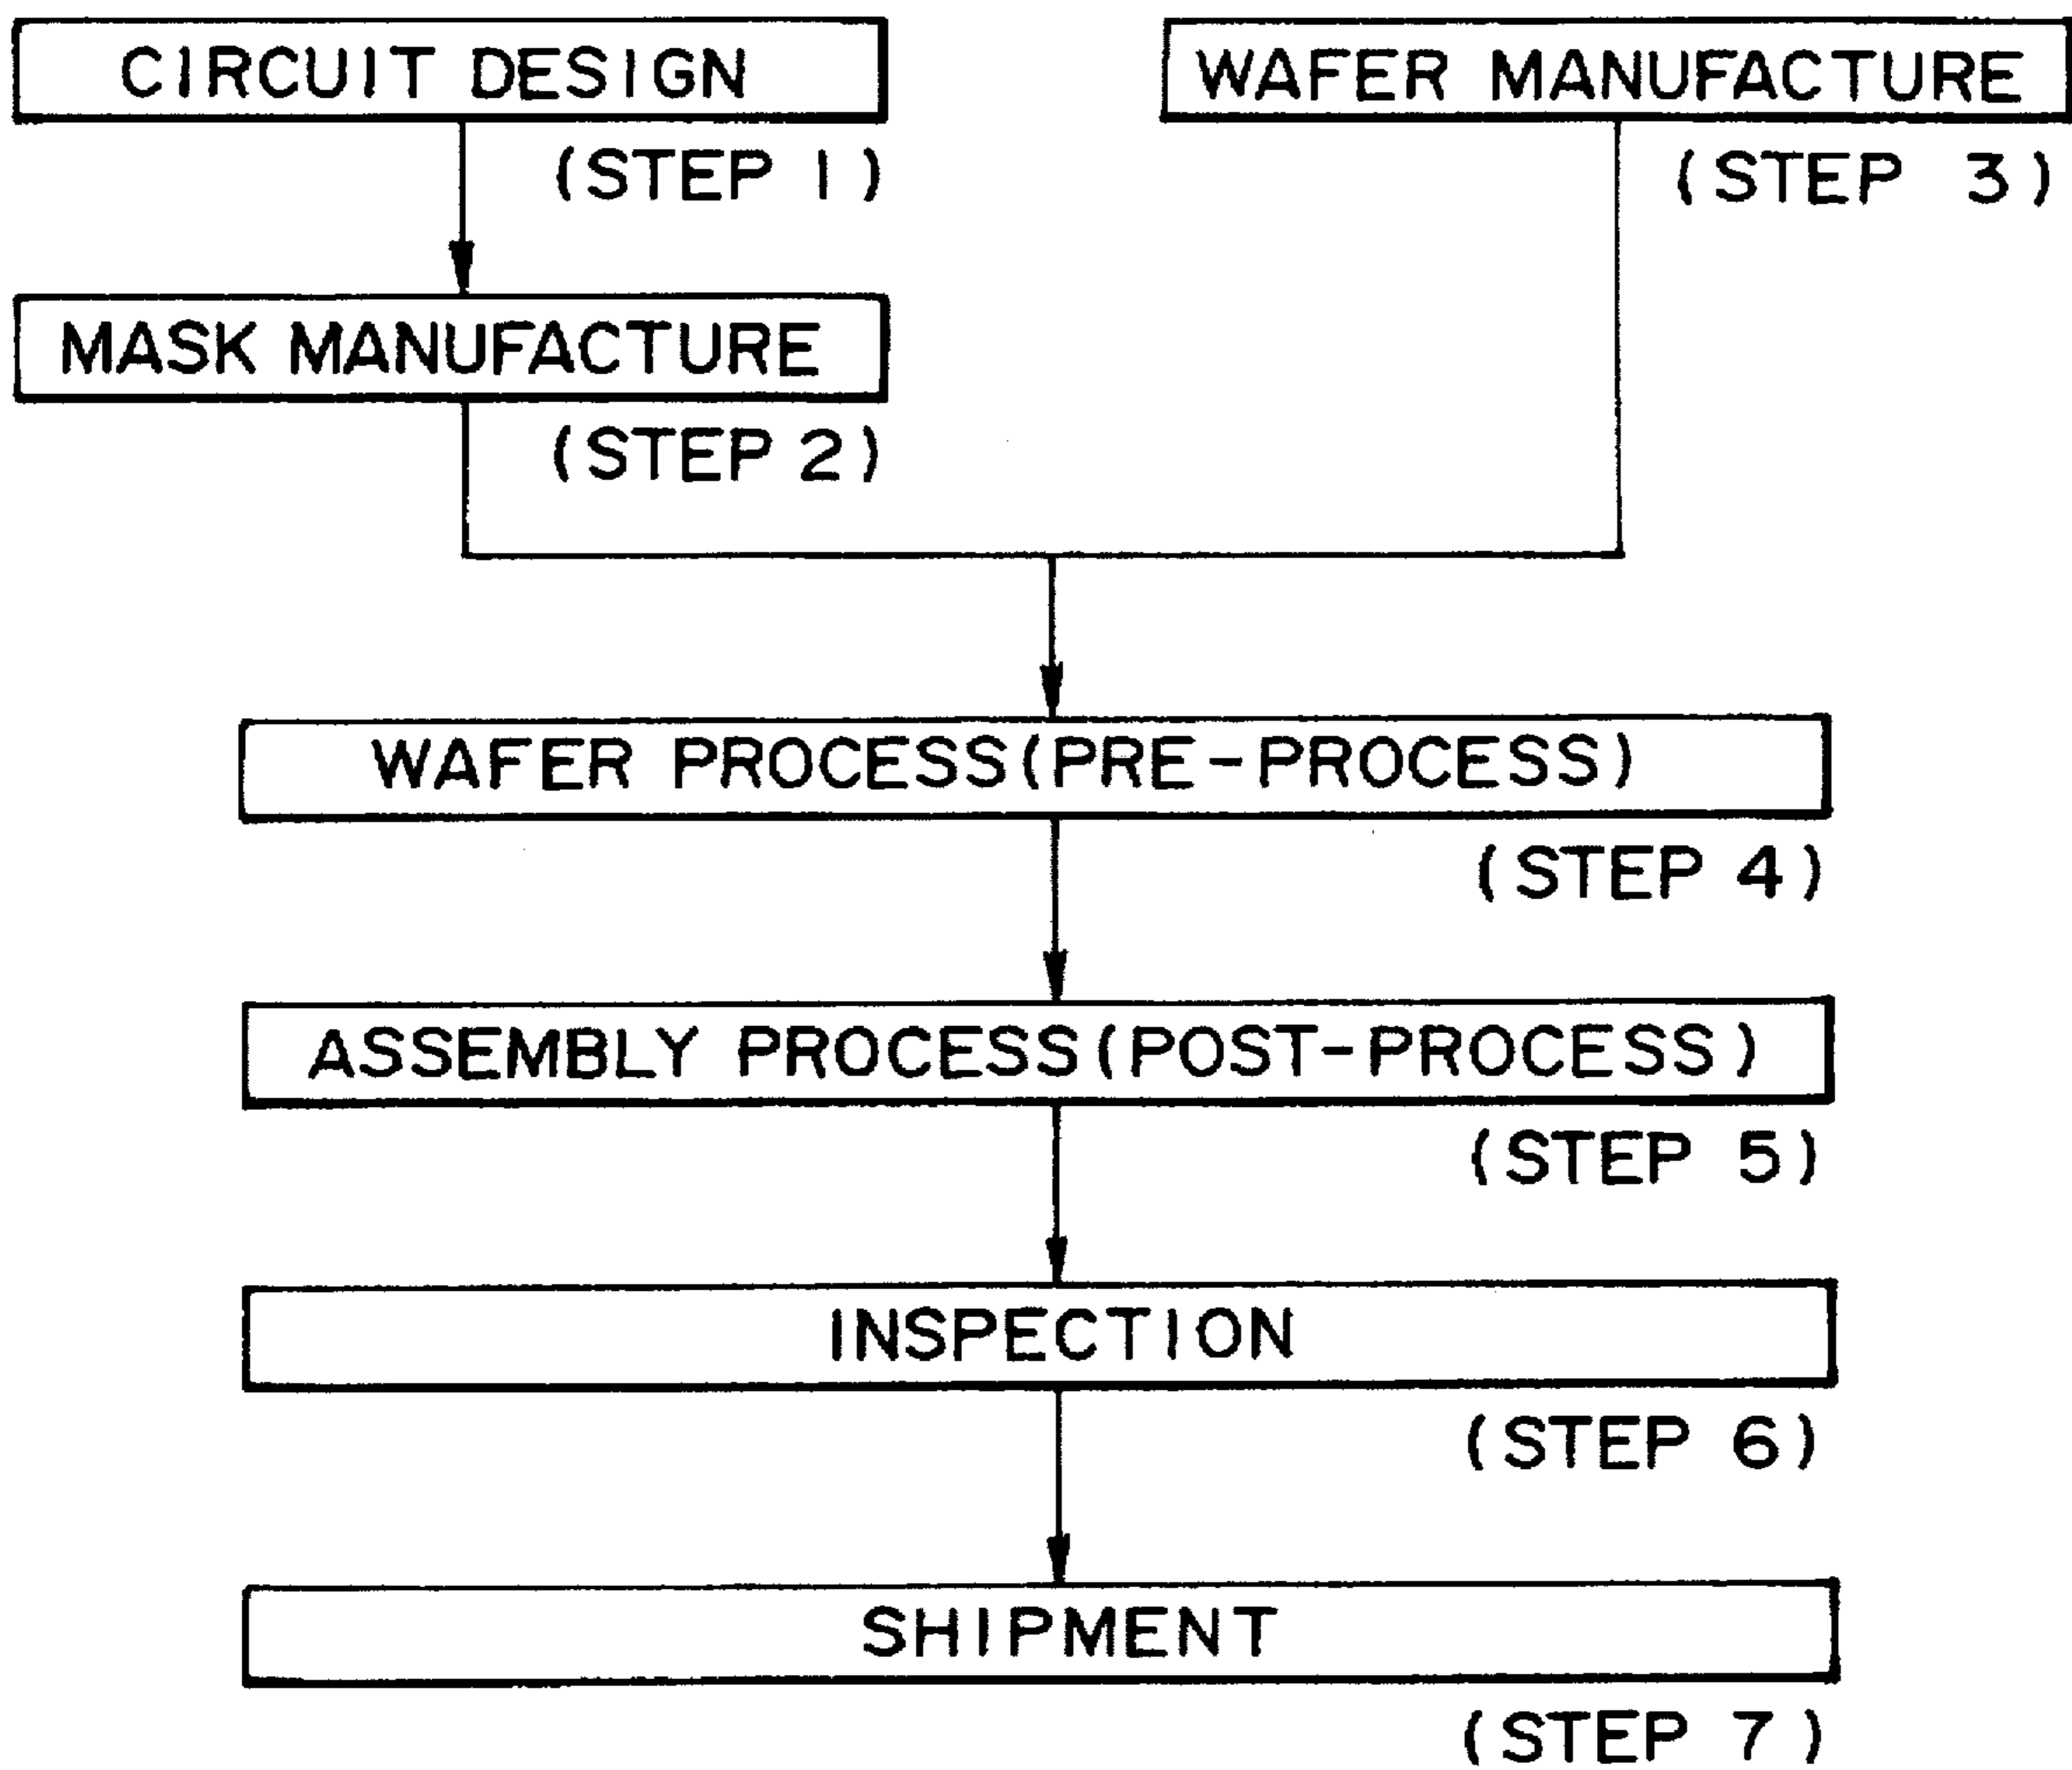 CIRCUIT DESIGN
(STEP 1)
MASK MANUFACTURE
(STEP 2)
WAFER MANUFACTURE
(STEP 3)
WAFER PROCESS(PRE-PROCESS)
(STEP 4)
ASSEMBLY PROCESS(POST-PROCESS)
(STEP 5)
INSPECTION
(STEP 6)
SHIPMENT
(STEP 7)